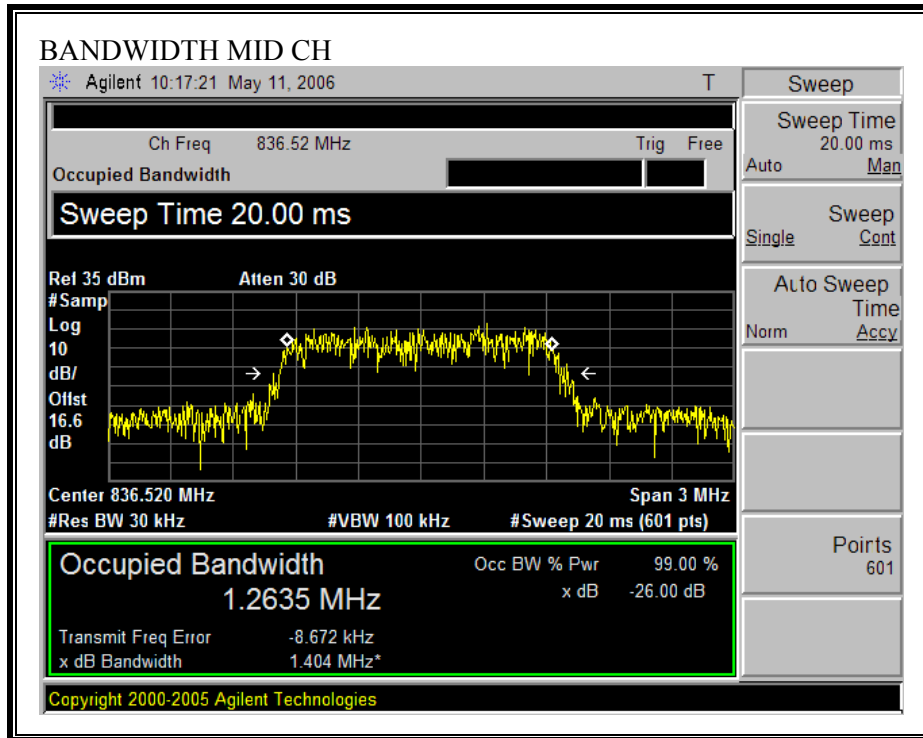 BANDWIDTH MID CH
Agilent 10:17:21 May 11, 2006 T
Ch Freq 836.52 MHz Trig Free
Occupied Bandwidth
Sweep Time 20.00 ms
Ref 35 dBm Atten 30 dB
#Samp
Log
10
dB/
Offst
16.6
dB
Center 836.520 MHz Span 3 MHz
#Res BW 30 kHz #VBW 100 kHz #Sweep 20 ms (601 pts)
Occupied Bandwidth Occ BW % Pwr 99.00 %
1.2635 MHz x dB -26.00 dB
Transmit Freq Error -8.672 kHz
x dB Bandwidth 1.404 MHz*
Copyright 2000-2005 Agilent Technologies
Sweep
Sweep Time
20.00 ms
Auto Man
Sweep
Single Cont
Auto Sweep
Time
Norm Accy
Points
601